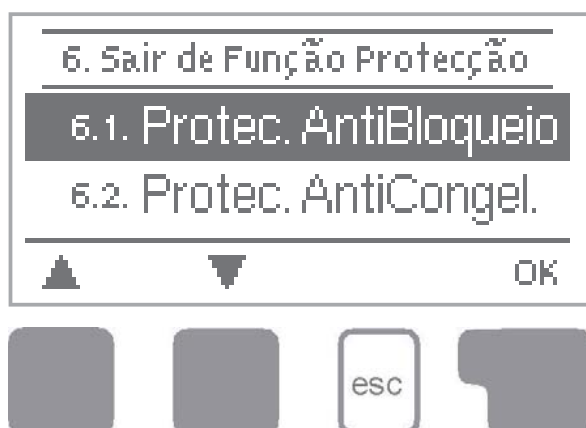 6. Sair de Função Protecção
6.1. Protec. AntiBloqueio
6.2. Protec. AntiCongel.
OK
esc